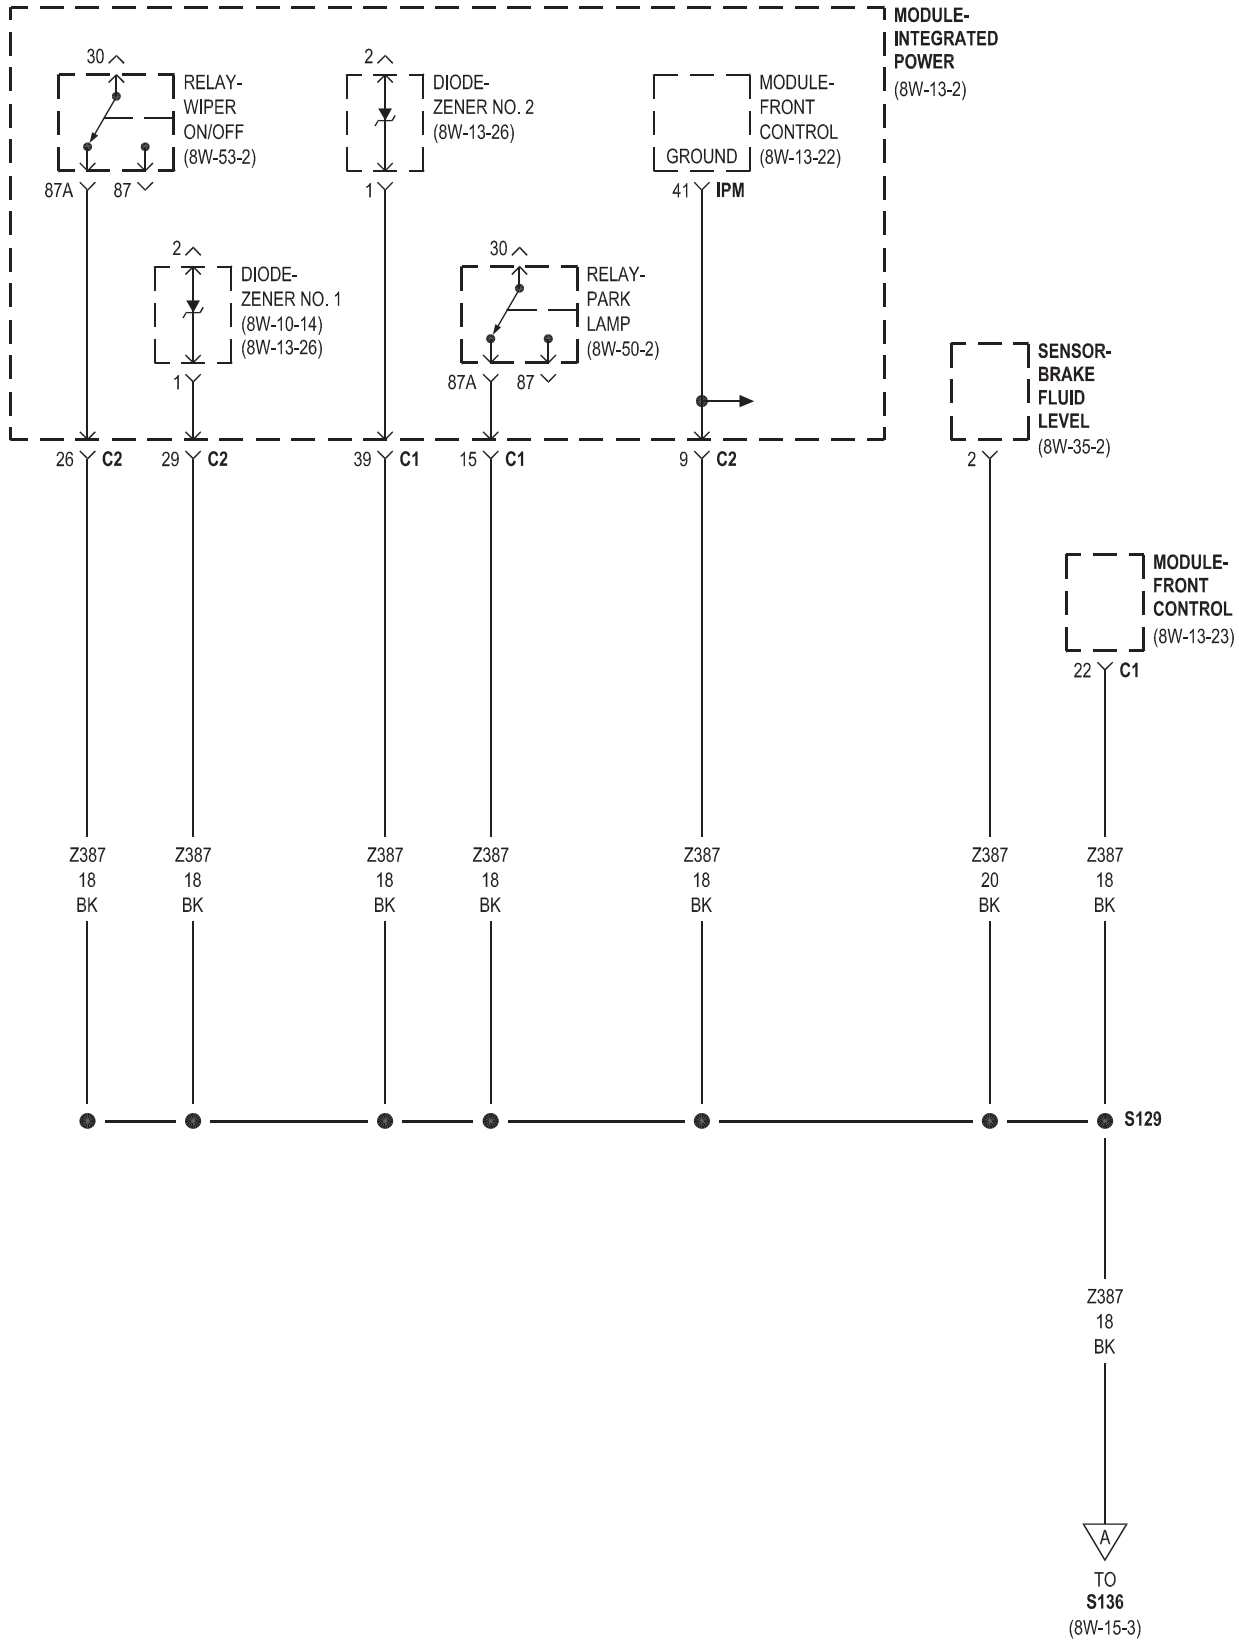 MODULE-
INTEGRATED
POWER
(8W-13-2)
30
RELAY-
WIPER
ON/OFF
(8W-53-2)
87A
87
2
DIODE-
ZENER NO. 2
(8W-13-26)
1
MODULE-
FRONT
CONTROL
(8W-13-22)
GROUND
41 IPM
2
DIODE-
ZENER NO. 1
(8W-10-14)
(8W-13-26)
1
30
RELAY-
PARK
LAMP
(8W-50-2)
87A
87
26 C2
29 C2
39 C1
15 C1
9 C2
SENSOR-
BRAKE
FLUID
LEVEL
(8W-35-2)
2
MODULE-
FRONT
CONTROL
(8W-13-23)
22 C1
Z387 Z387 Z387 Z387 Z387 Z387 Z387
18 18 18 18 18 20 18
BK BK BK BK BK BK BK
S129
Z387
18
BK
A
TO
S136
(8W-15-3)